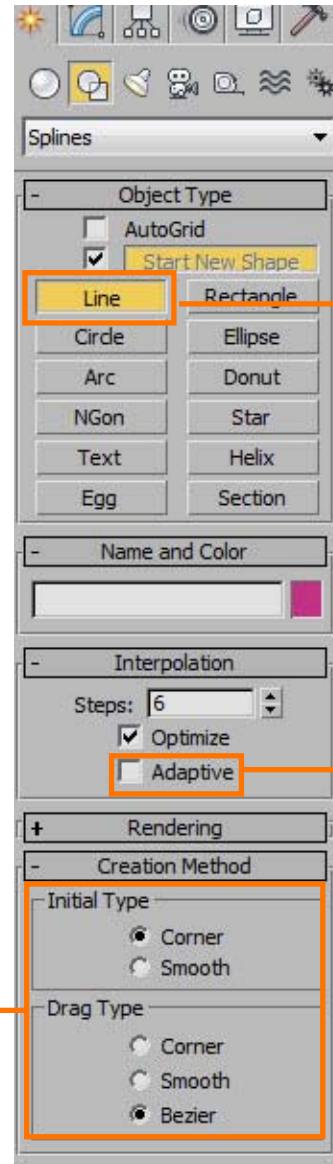 Splines
- Object Type
AutoGrid
Start New Shape
Line Rectangle
Circle Ellipse
Arc Donut
NGon Star
Text Helix
Egg Section
- Name and Color
- Interpolation
Steps: 6
Optimize
Adaptive
+ Rendering
- Creation Method
Initial Type
Corner
Smooth
Drag Type
Corner
Smooth
Bezier